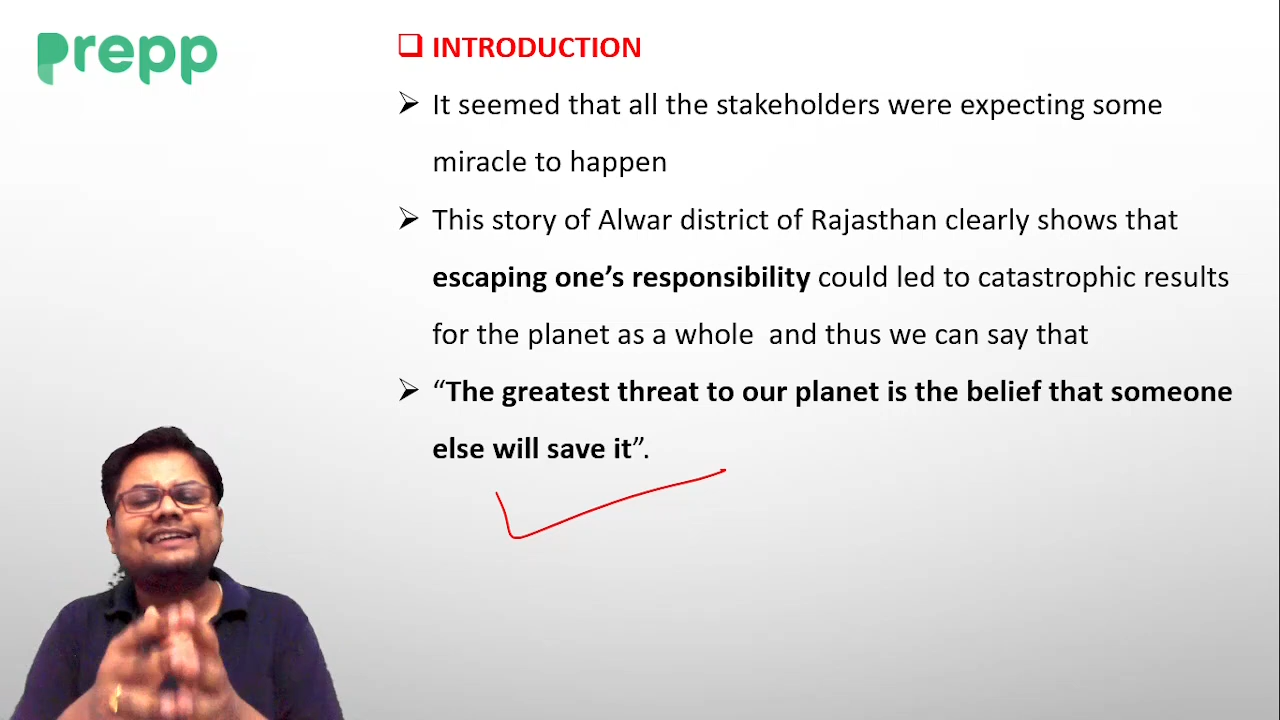 Prepp
INTRODUCTION
It seemed that all the stakeholders were expecting some
miracle to happen
This story of Alwar district of Rajasthan clearly shows that
escaping one’s responsibility could led to catastrophic results
for the planet as a whole  and thus we can say that
“The greatest threat to our planet is the belief that someone
else will save it”.